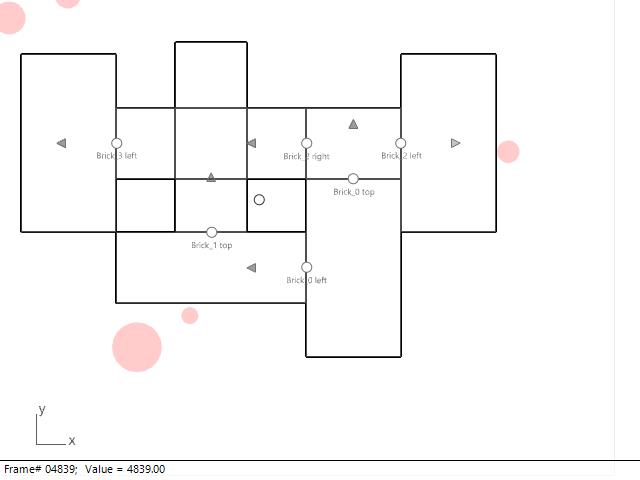 Brick_3 left
Brick_2 right
Brick_2 left
Brick_0 top
Brick_1 top
Brick_0 left
y
x
Frame# 04839; Value = 4839.00